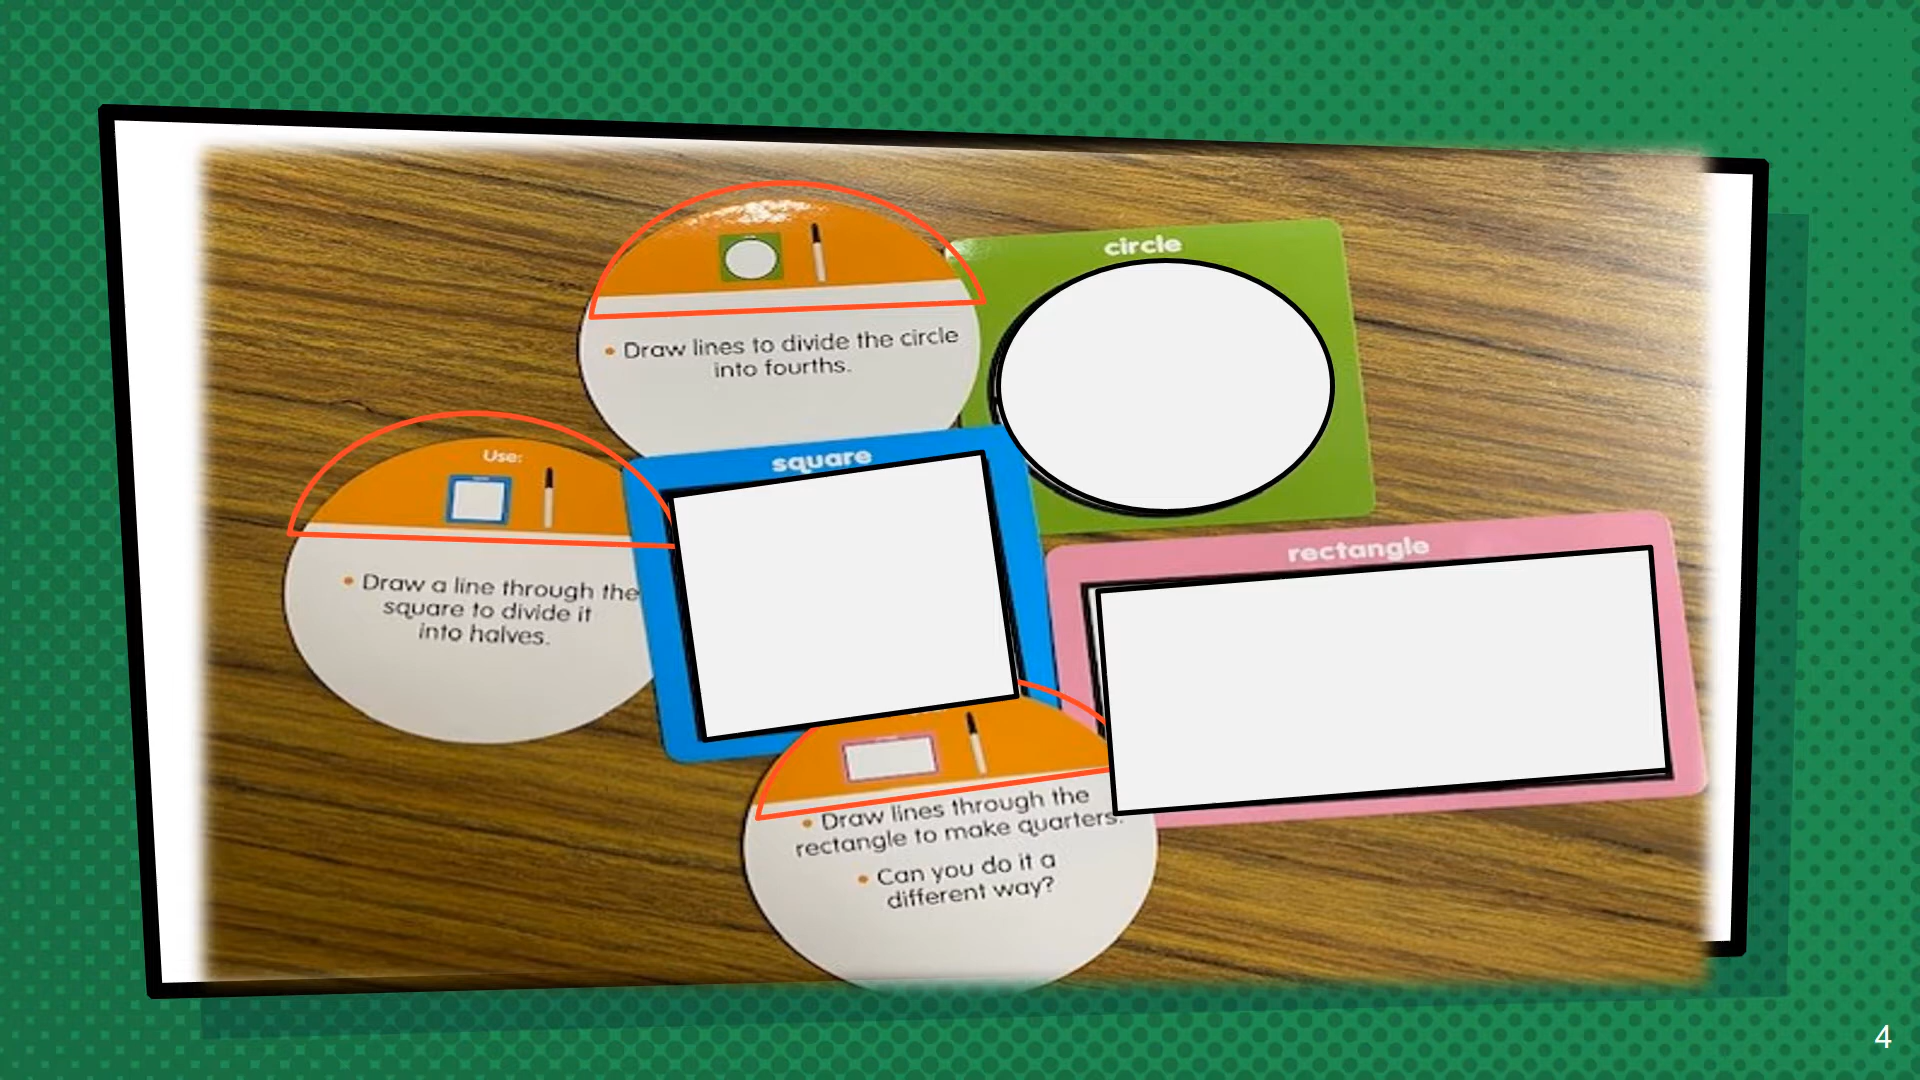 circle
• Draw lines to divide the circle
into fourths.
square
Use:
• Draw a line through the
square to divide it
into halves.
rectangle
• Draw lines through the
rectangle to make quarters.
• Can you do it a
different way?
4